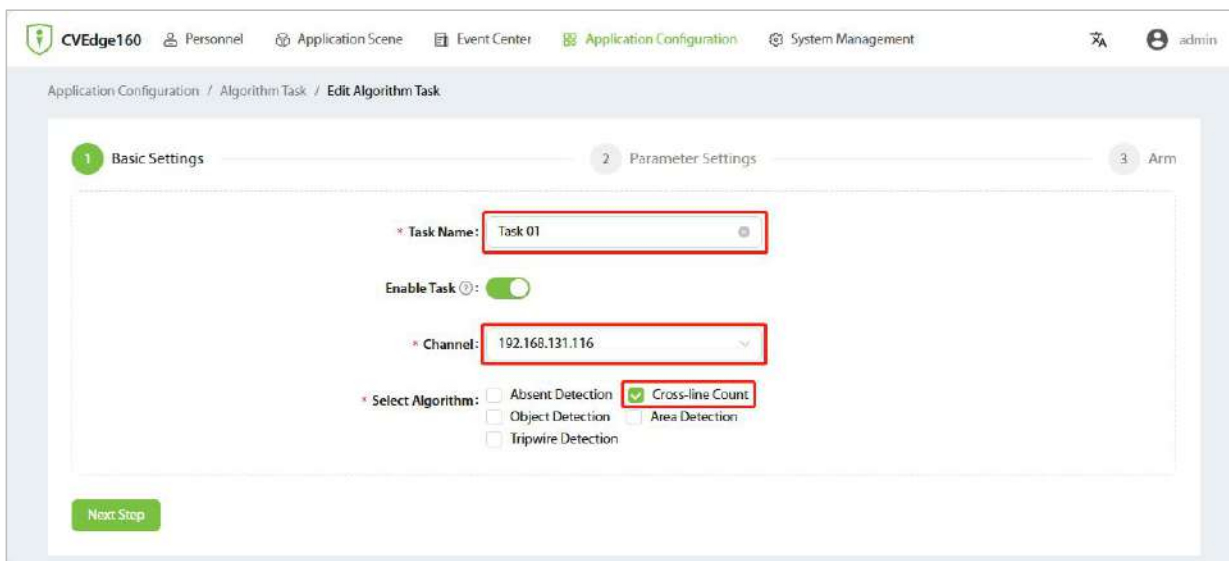 CVEdge160 Personnel Application Scene Event Center Application Configuration System Management admin
Application Configuration / Algorithm Task / Edit Algorithm Task
1 Basic Settings 2 Parameter Settings 3 Arm
* Task Name: Task 01
Enable Task ?:
* Channel: 192.168.131.116
* Select Algorithm: Absent Detection Cross-line Count
Object Detection Area Detection
Tripwire Detection
Next Step